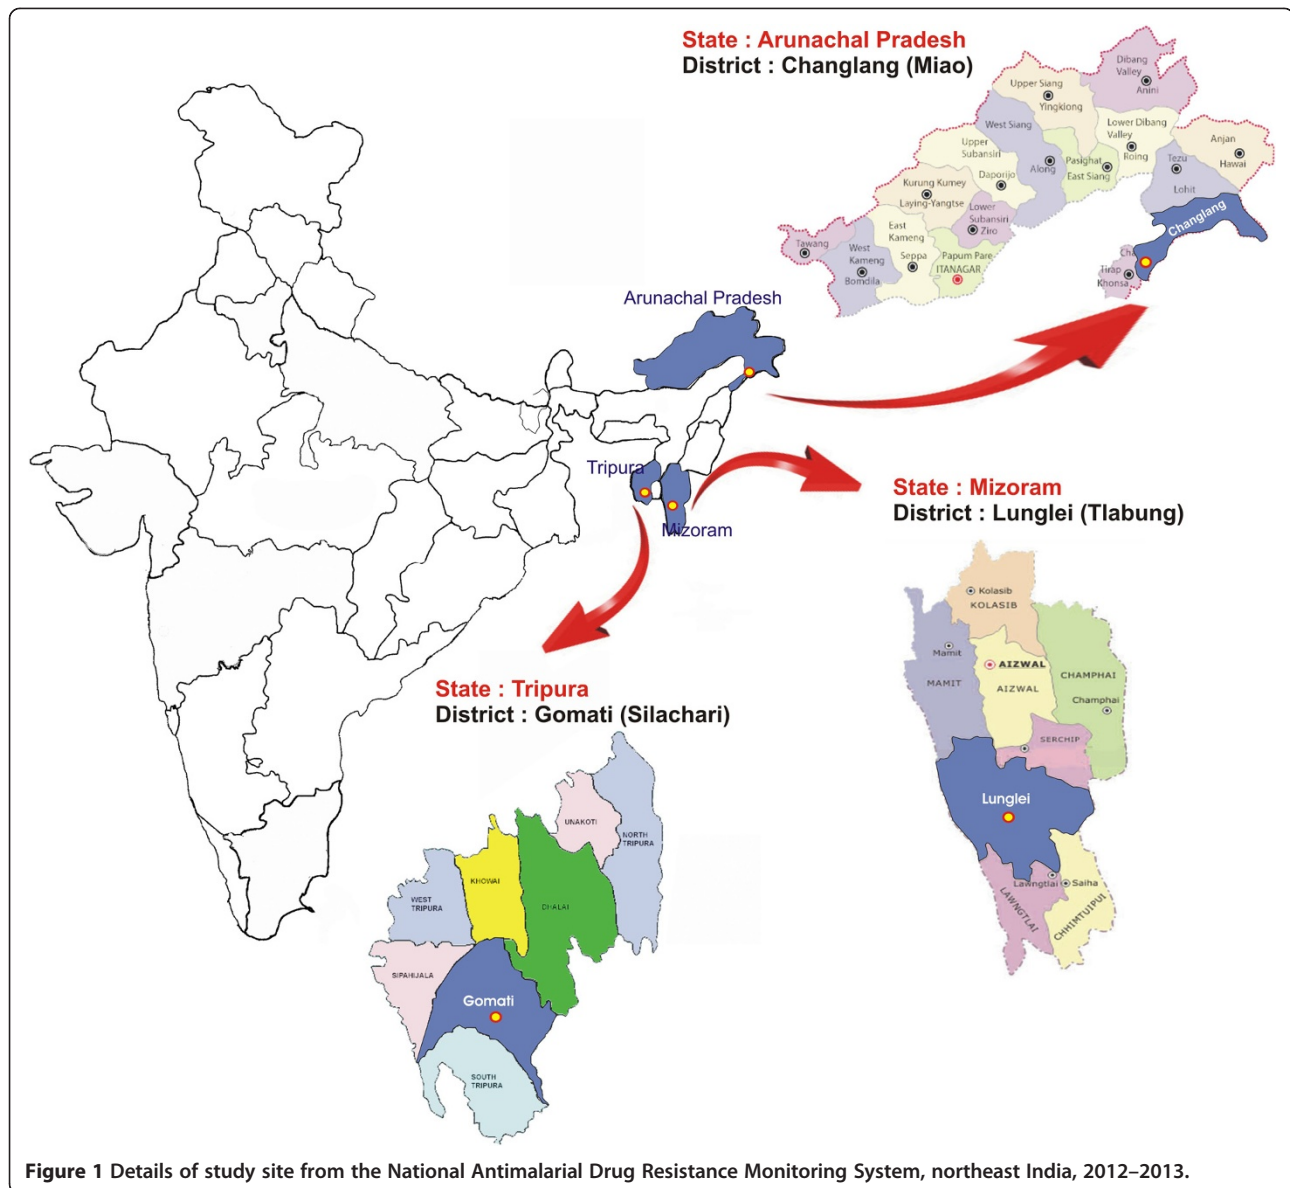 State : Arunachal Pradesh
District : Changlang (Miao)
Dibang
Valley
Anini
Upper Siang
Yingkiong
West Siang
Lower Dibang
Valley
Roing
Anjan
Hawai
Upper
Subansiri
Daporijo
Along
Pasighat
East Siang
Tezu
Lohit
Kurung Kumey
Laying-Yangtse
Lower
Subansiri
Ziro
Changlang
Tawang
West
Kameng
Bomdila
East
Kameng
Seppa
Papum Pare
ITANAGAR
Cha
Tirap
Khonsa
Arunachal Pradesh
Tripura
Mizoram
State : Mizoram
District : Lunglei (Tlabung)
Kolasib
KOLASIB
Mamit
MAMIT
AIZWAL
AIZWAL
CHAMPHAI
Champhai
SERCHIP
Lunglei
Lawngtlai
Saiha
LAWNGTLAI
CHHIMTUIPUI
State : Tripura
District : Gomati (Silachari)
UNAKOTI
NORTH
TRIPURA
KHOWAI
WEST
TRIPURA
DHALAI
SIPAHIJALA
Gomati
SOUTH
TRIPURA
Figure 1 Details of study site from the National Antimalarial Drug Resistance Monitoring System, northeast India, 2012–2013.